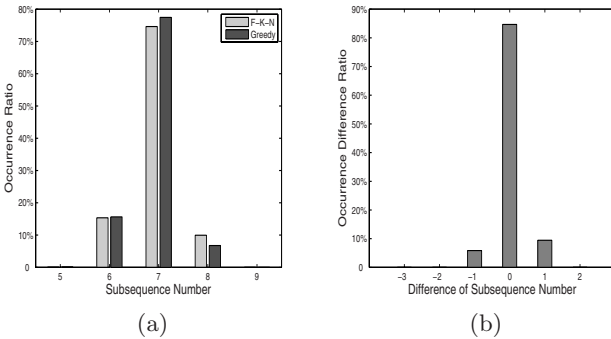 80%
70%
60%
50%
40%
30%
20%
10%
0
Occurrence Ratio
F-K-N
Greedy
5 6 7 8 9
Subsequence Number
(a)
100%
90%
80%
70%
60%
50%
40%
30%
20%
10%
0
Occurrence Difference Ratio
-3 -2 -1 0 1 2
Difference of Subsequence Number
(b)